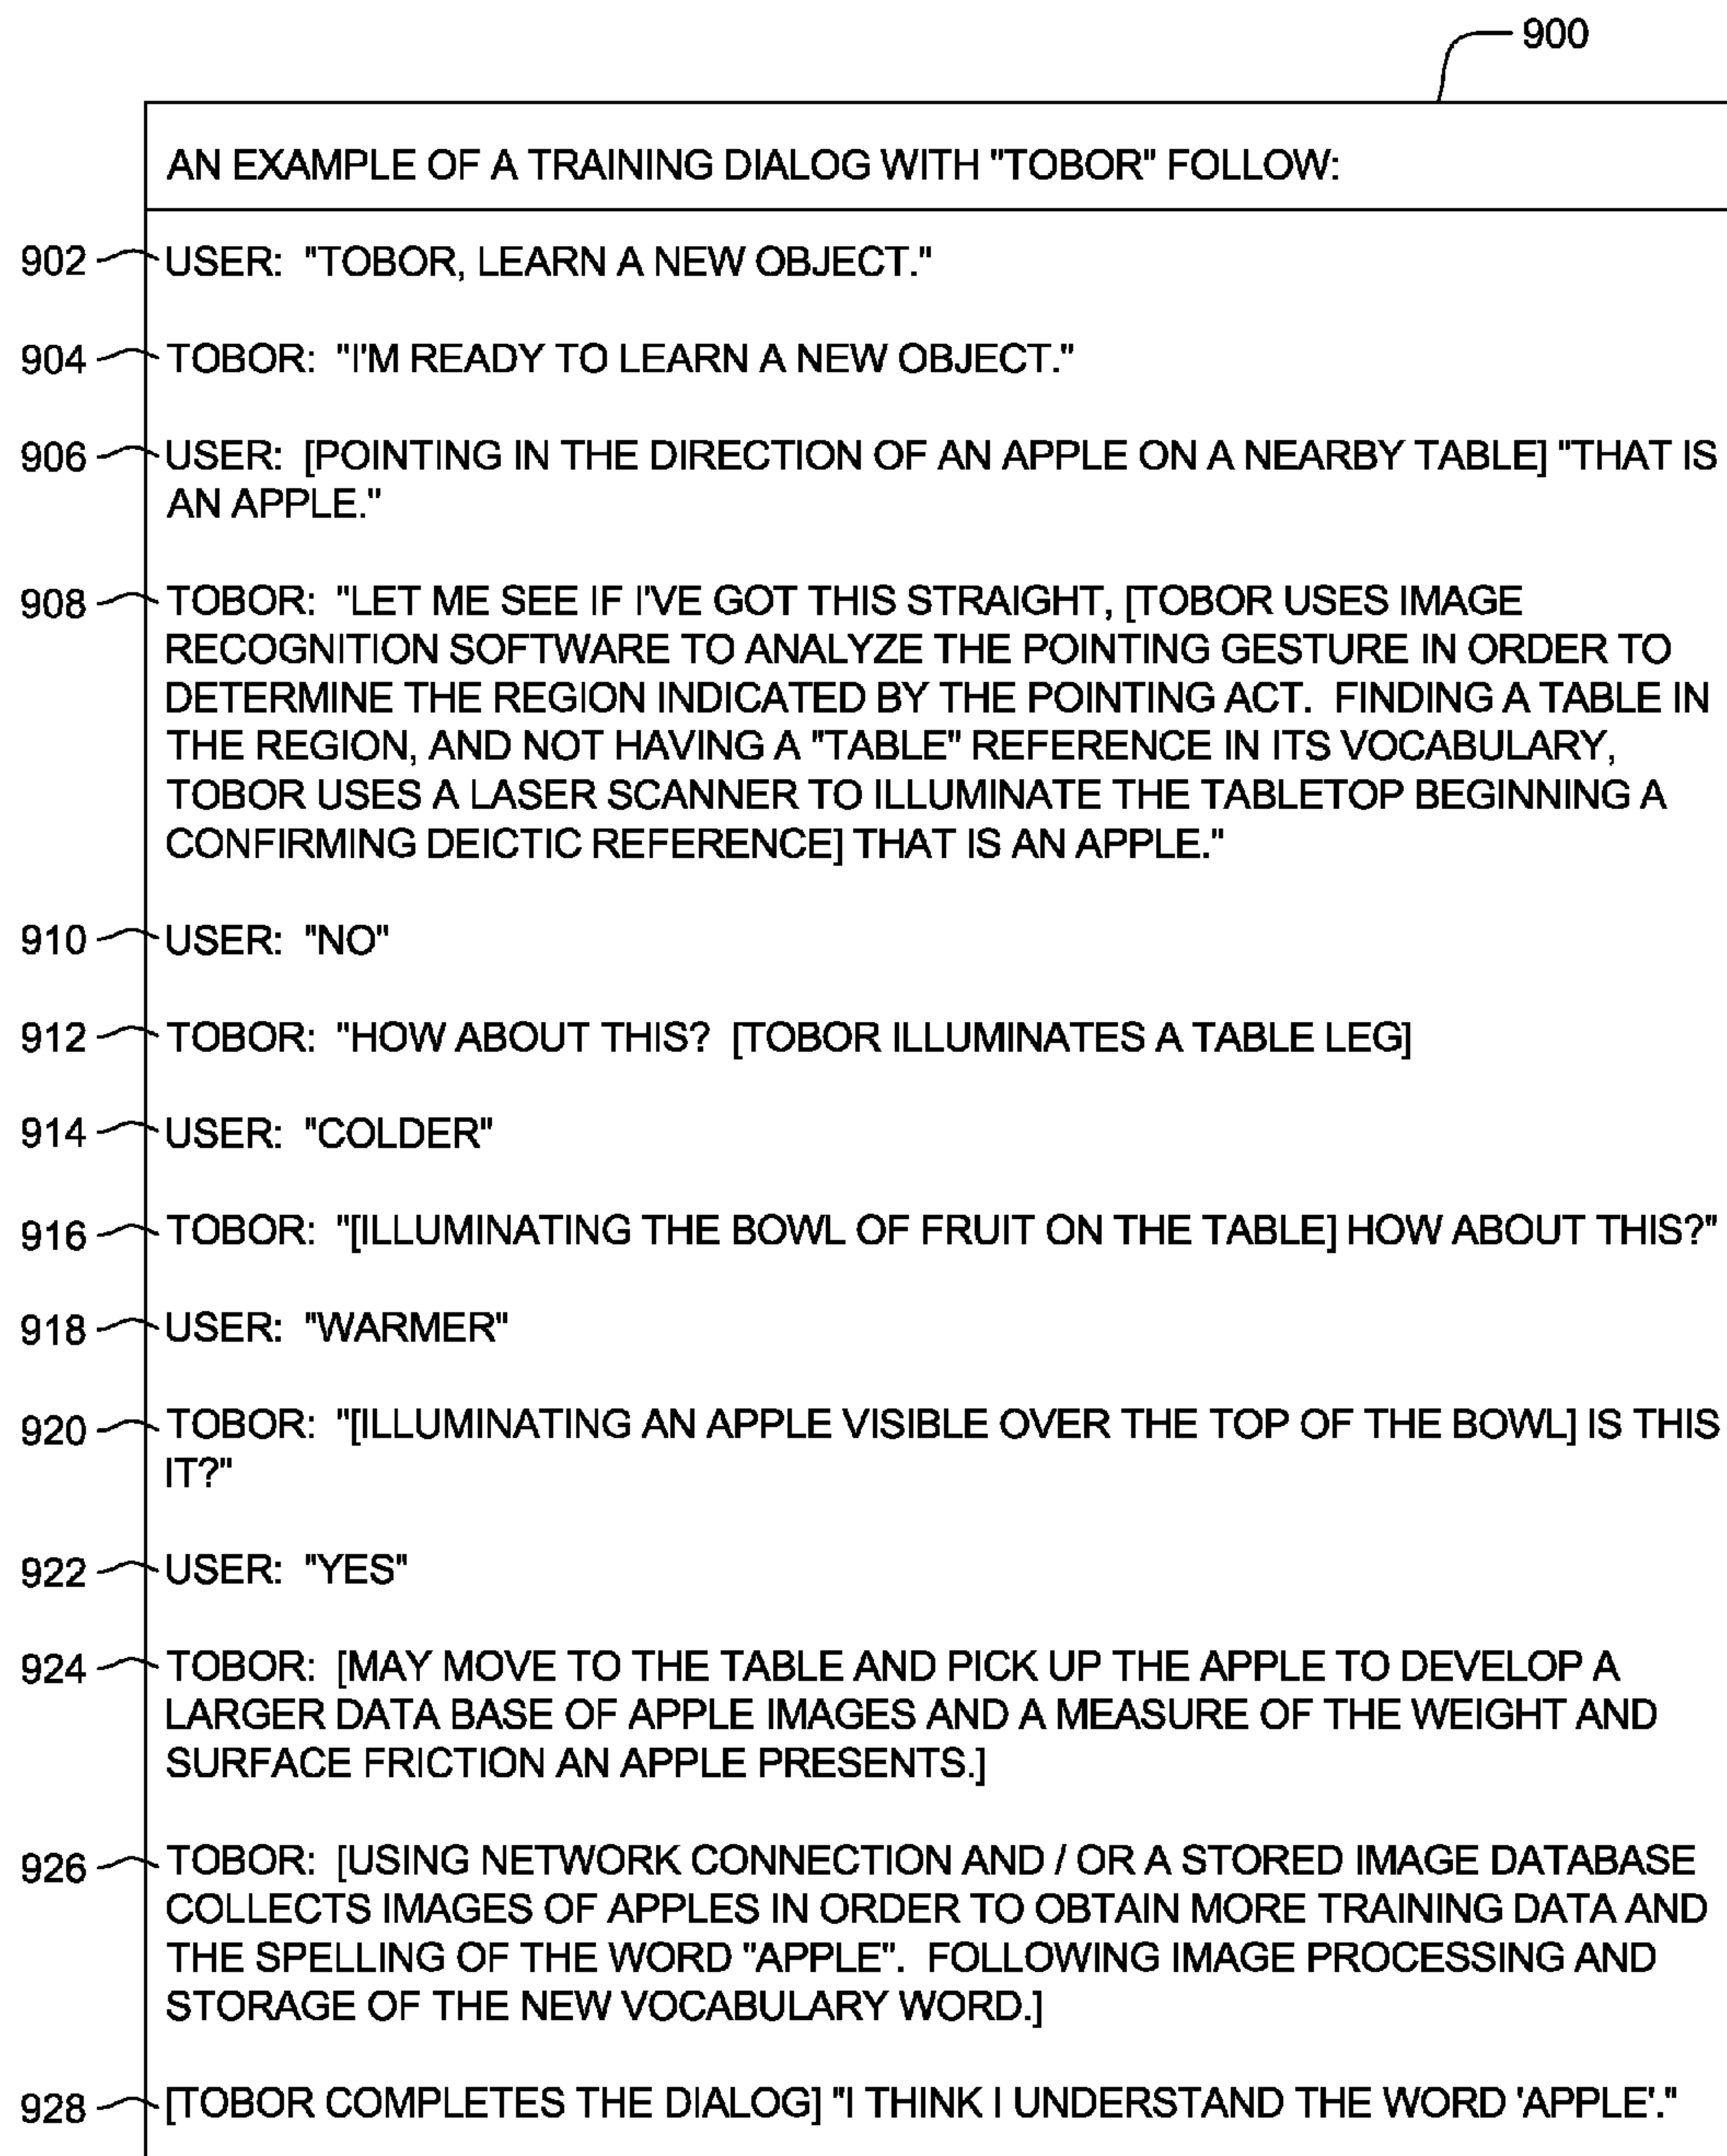 900
AN EXAMPLE OF A TRAINING DIALOG WITH "TOBOR" FOLLOW:
902 USER: "TOBOR, LEARN A NEW OBJECT."
904 TOBOR: "I'M READY TO LEARN A NEW OBJECT."
906 USER: [POINTING IN THE DIRECTION OF AN APPLE ON A NEARBY TABLE] "THAT IS
AN APPLE."
908 TOBOR: "LET ME SEE IF I'VE GOT THIS STRAIGHT, [TOBOR USES IMAGE
RECOGNITION SOFTWARE TO ANALYZE THE POINTING GESTURE IN ORDER TO
DETERMINE THE REGION INDICATED BY THE POINTING ACT. FINDING A TABLE IN
THE REGION, AND NOT HAVING A "TABLE" REFERENCE IN ITS VOCABULARY,
TOBOR USES A LASER SCANNER TO ILLUMINATE THE TABLETOP BEGINNING A
CONFIRMING DEICTIC REFERENCE] THAT IS AN APPLE."
910 USER: "NO"
912 TOBOR: "HOW ABOUT THIS? [TOBOR ILLUMINATES A TABLE LEG]
914 USER: "COLDER"
916 TOBOR: "[ILLUMINATING THE BOWL OF FRUIT ON THE TABLE] HOW ABOUT THIS?"
918 USER: "WARMER"
920 TOBOR: "[ILLUMINATING AN APPLE VISIBLE OVER THE TOP OF THE BOWL] IS THIS
IT?"
922 USER: "YES"
924 TOBOR: [MAY MOVE TO THE TABLE AND PICK UP THE APPLE TO DEVELOP A
LARGER DATA BASE OF APPLE IMAGES AND A MEASURE OF THE WEIGHT AND
SURFACE FRICTION AN APPLE PRESENTS.]
926 TOBOR: [USING NETWORK CONNECTION AND / OR A STORED IMAGE DATABASE
COLLECTS IMAGES OF APPLES IN ORDER TO OBTAIN MORE TRAINING DATA AND
THE SPELLING OF THE WORD "APPLE". FOLLOWING IMAGE PROCESSING AND
STORAGE OF THE NEW VOCABULARY WORD.]
928 [TOBOR COMPLETES THE DIALOG] "I THINK I UNDERSTAND THE WORD 'APPLE'."